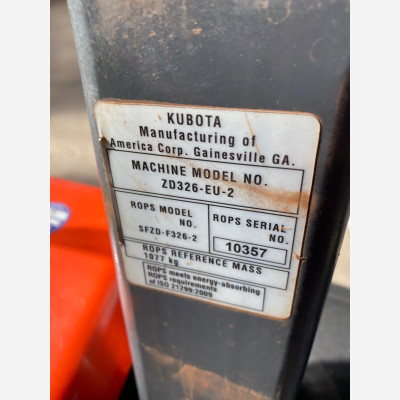 KUBOTA
Manufacturing of
America Corp. Gainesville GA.
MACHINE MODEL NO.
ZD326-EU-2
ROPS MODEL
NO.
SFZD-F326-2
ROPS SERIAL
NO.
10357
ROPS REFERENCE MASS
1077 kg
ROPS meets energy-absorbing
ROPS requirements
of ISO 21299:2009